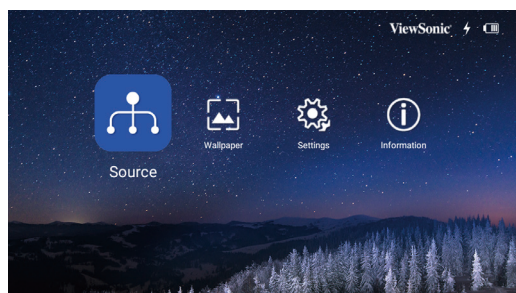 ViewSonic
Source
Wallpaper
Settings
Information